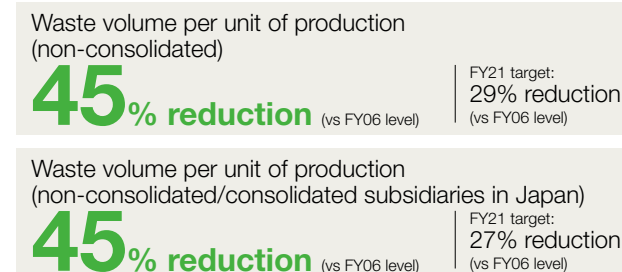 Waste volume per unit of production
(non-consolidated)
45% reduction (vs FY06 level)
FY21 target:
29% reduction
(vs FY06 level)
Waste volume per unit of production
(non-consolidated/consolidated subsidiaries in Japan)
45% reduction (vs FY06 level)
FY21 target:
27% reduction
(vs FY06 level)